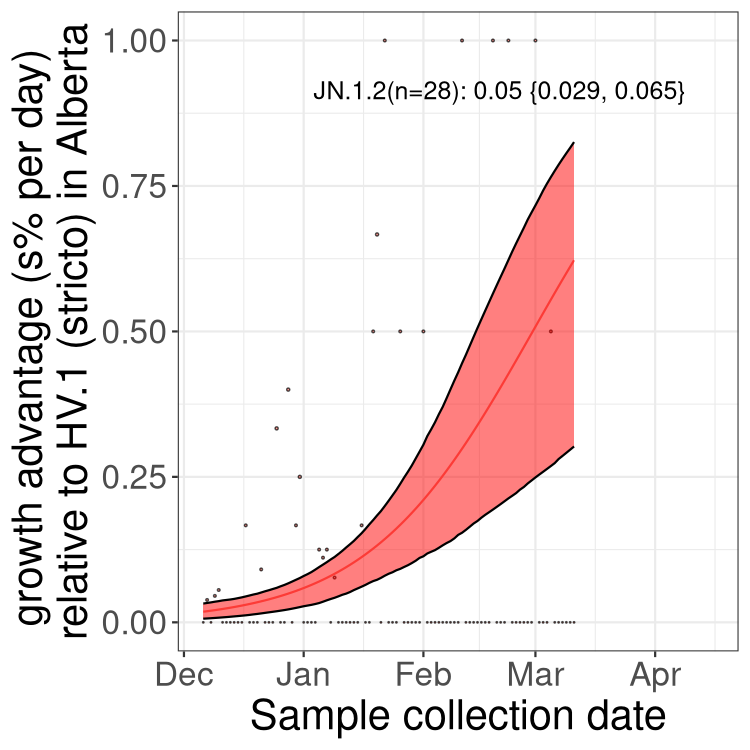 growth advantage (s% per day)
relative to HV.1 (stricto) in Alberta
1.00
0.75
0.50
0.25
0.00
JN.1.2(n=28): 0.05 {0.029, 0.065}
Dec Jan Feb Mar Apr
Sample collection date